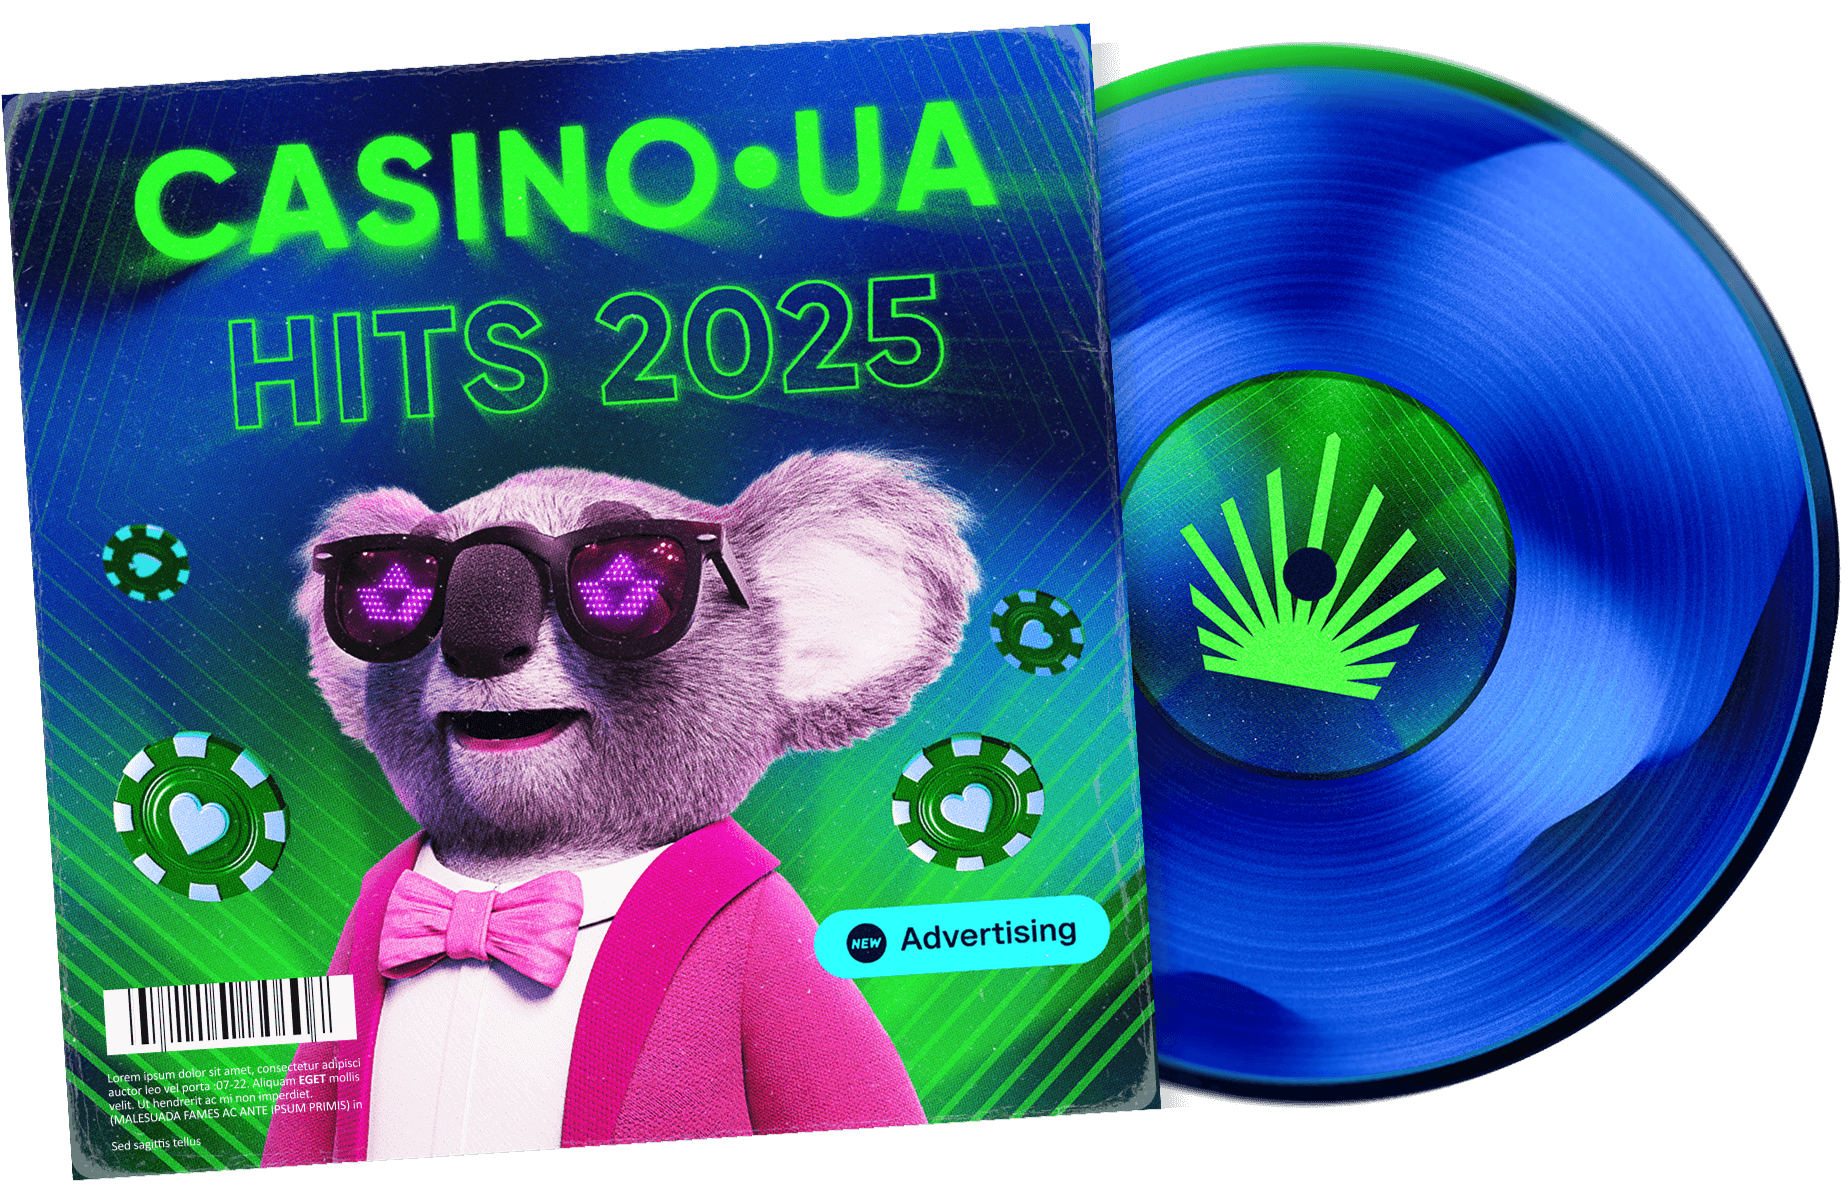 CASINO•UA
HITS 2025
NEW Advertising
Lorem ipsum dolor sit amet, consectetur adipisci
auctor leo vel porta :07-22. Aliquam EGET mollis
velit. Ut hendrerit ac mi non imperdiet.
(MALESUADA FAMES AC ANTE IPSUM PRIMIS) in
Sed sagittis tellus